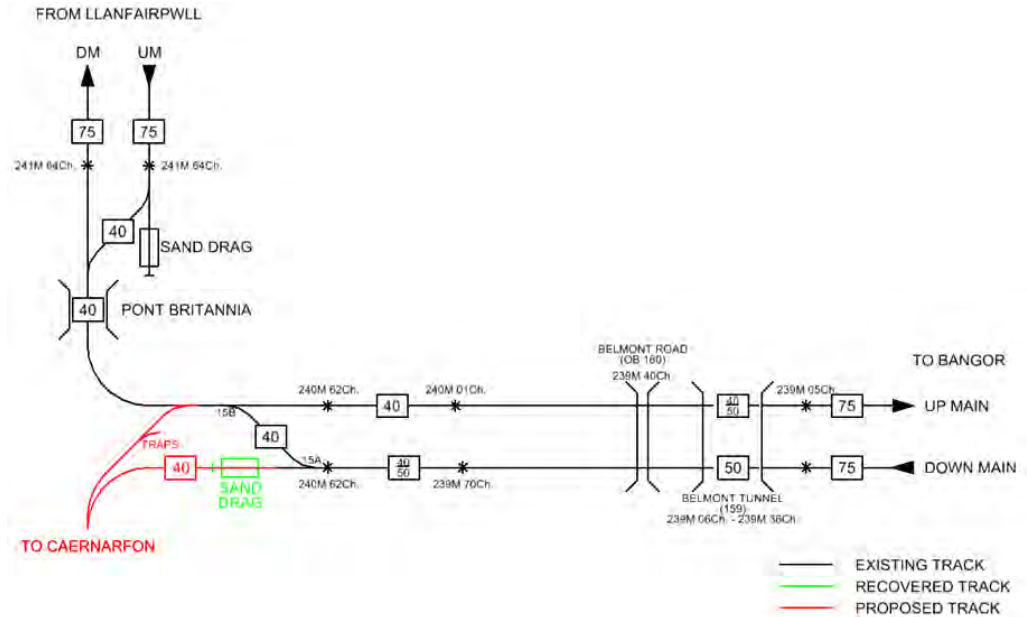 FROM LLANFAIRPWLL
DM UM
75 75
241M 64Ch. 241M 64Ch.
40
SAND DRAG
40 PONT BRITANNIA
BELMONT ROAD
(OB 160)
239M 40Ch.
TO BANGOR
240M 62Ch. 40 240M 01Ch. 40/50 239M 05Ch. 75 UP MAIN
15B
40
TRAPS
15A
40 40/50 50 75 DOWN MAIN
SAND
DRAG
240M 62Ch. 239M 70Ch.
BELMONT TUNNEL
(159)
239M 06Ch. - 239M 36Ch.
TO CAERNARFON
EXISTING TRACK
RECOVERED TRACK
PROPOSED TRACK